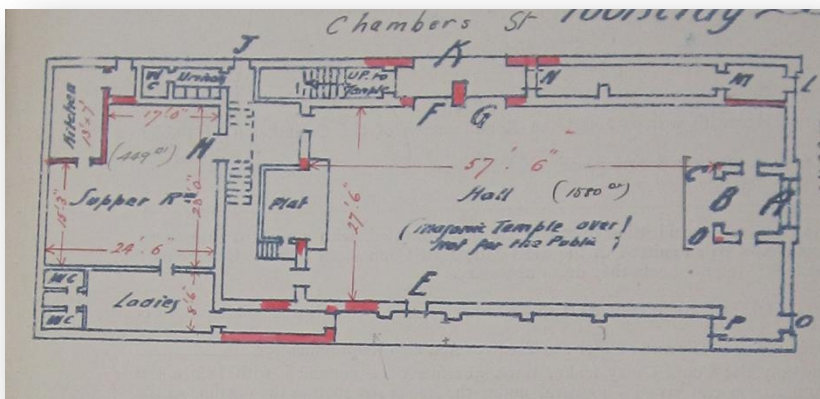 Chambers St
J
K
WC
Urinal
UP to
Temple
N
M
L
Kitchen
13' × 7'
17' 6"
F
G
(449 □')
H
57' 6"
C
Supper Rm
Plat
Hall (1580 □')
B
A
15' 3"
28' 0"
27' 6"
(Masonic Temple over
not for the Public)
D
24' 6"
E
WC
Ladies
8' 6"
WC
P
O